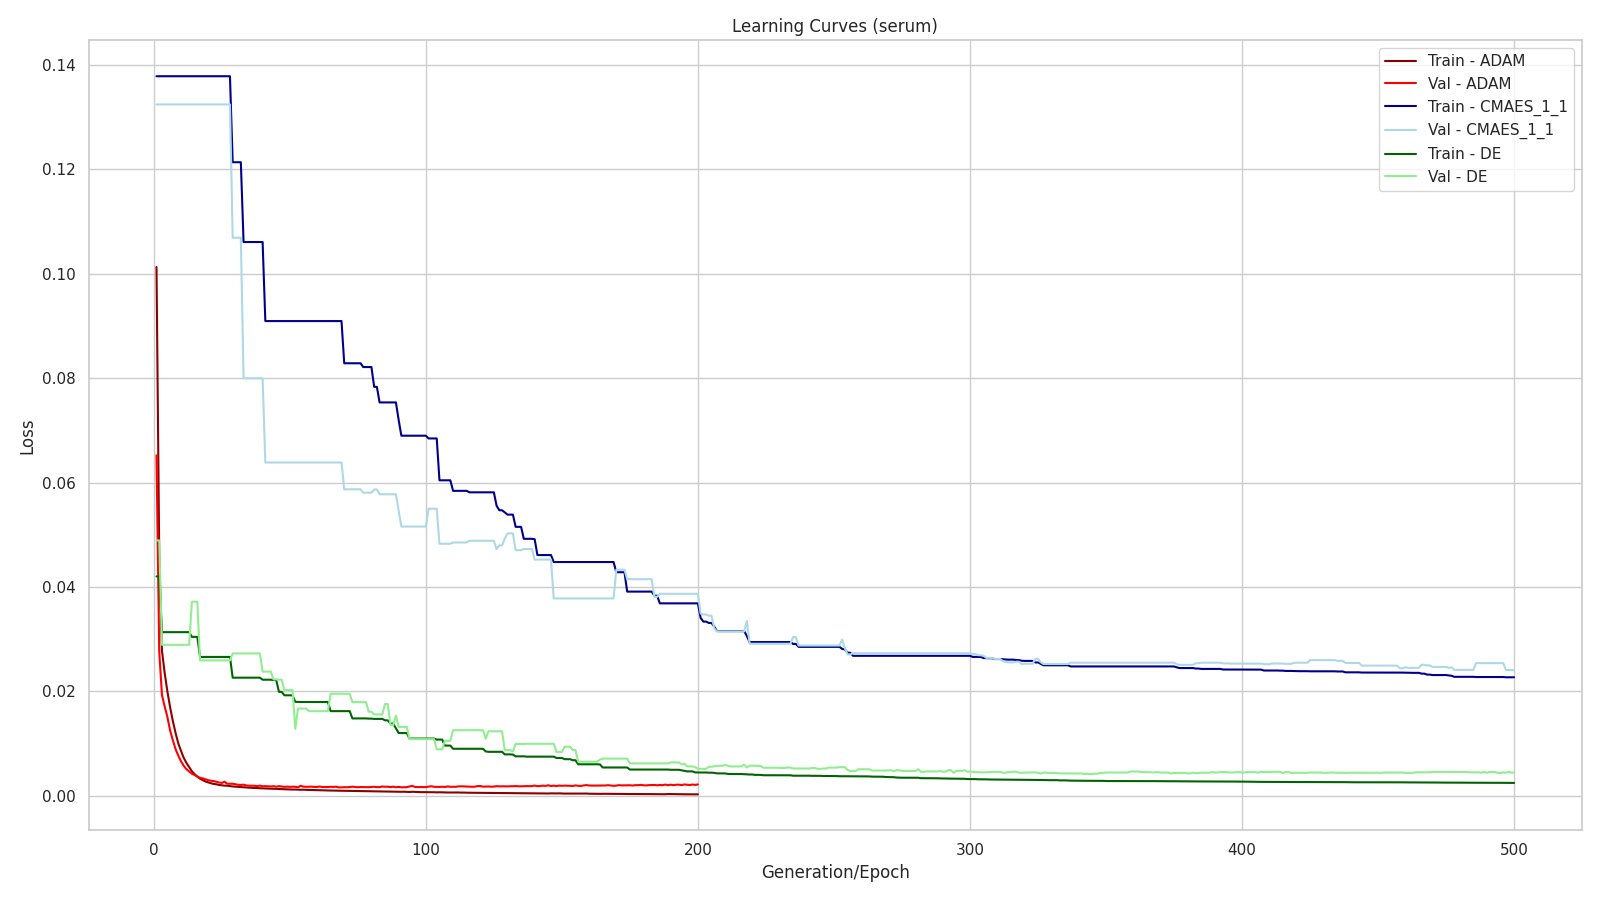 Learning Curves (serum)
Train - ADAM
Val - ADAM
Train - CMAES_1_1
Val - CMAES_1_1
Train - DE
Val - DE
Loss
0.14
0.12
0.10
0.08
0.06
0.04
0.02
0.00
0 100 200 300 400 500
Generation/Epoch